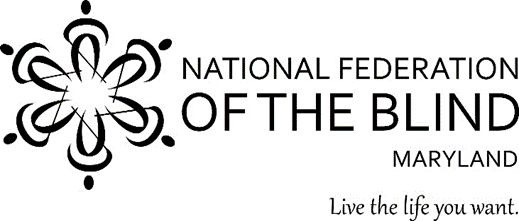 NATIONAL FEDERATION
OF THE BLIND
MARYLAND
Live the life you want.